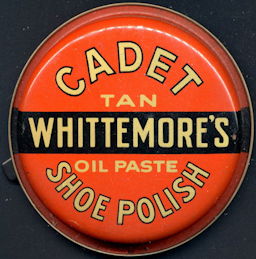 CADET
TAN
WHITTEMORE'S
OIL PASTE
SHOE POLISH